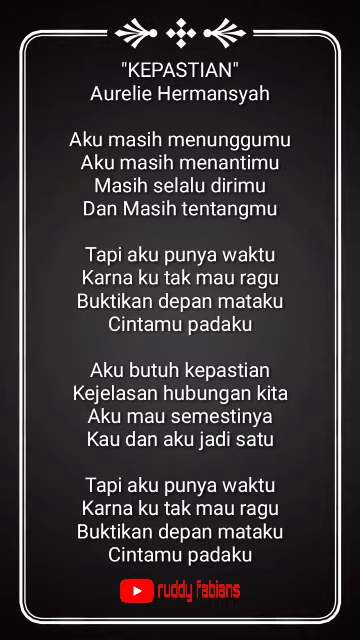 "KEPASTIAN"
Aurelie Hermansyah
Aku masih menunggumu
Aku masih menantimu
Masih selalu dirimu
Dan Masih tentangmu
Tapi aku punya waktu
Karna ku tak mau ragu
Buktikan depan mataku
Cintamu padaku
Aku butuh kepastian
Kejelasan hubungan kita
Aku mau semestinya
Kau dan aku jadi satu
Tapi aku punya waktu
Karna ku tak mau ragu
Buktikan depan mataku
Cintamu padaku
ruddy fabians